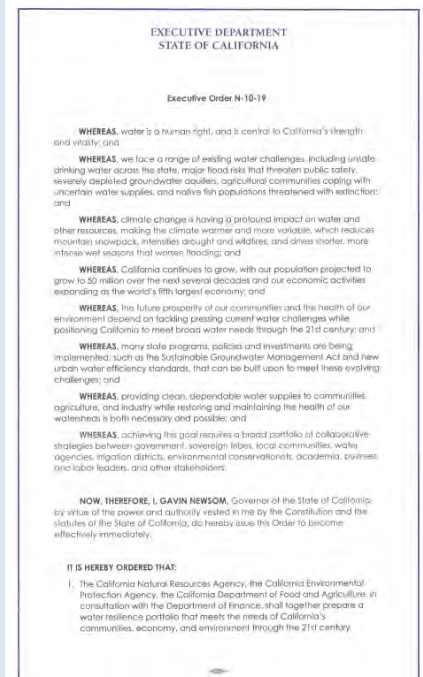 EXECUTIVE DEPARTMENT
STATE OF CALIFORNIA
Executive Order N-10-19
WHEREAS, water is a human right, and is central to California's strength
and vitality; and
WHEREAS, we face a range of existing water challenges, including unsafe
drinking water across the state, major flood risks that threaten public safety,
severely depleted groundwater aquifers, agricultural communities coping with
uncertain water supplies, and native fish populations threatened with extinction;
and
WHEREAS, climate change is having a profound impact on water and
other resources, making the climate warmer and more variable, which reduces
mountain snowpack, intensifies drought and wildfires, and drives shorter, more
intense wet seasons that worsen flooding; and
WHEREAS, California continues to grow, with our population projected to
grow to 50 million over the next several decades and our economic activities
expanding as the world's fifth largest economy; and
WHEREAS, the future prosperity of our communities and the health of our
environment depend on tackling pressing current water challenges while
positioning California to meet broad water needs through the 21st century; and
WHEREAS, many state programs, policies and investments are being
implemented, such as the Sustainable Groundwater Management Act and new
urban water efficiency standards, that can be built upon to meet these evolving
challenges; and
WHEREAS, providing clean, dependable water supplies to communities,
agriculture, and industry while restoring and maintaining the health of our
watersheds is both necessary and possible; and
WHEREAS, achieving this goal requires a broad portfolio of collaborative
strategies between government, sovereign tribes, local communities, water
agencies, irrigation districts, environmental conservationists, academia, business
and labor leaders, and other stakeholders.
NOW, THEREFORE, I, GAVIN NEWSOM, Governor of the State of California,
by virtue of the power and authority vested in me by the Constitution and the
statutes of the State of California, do hereby issue this Order to become
effectively immediately.
IT IS HEREBY ORDERED THAT:
1. The California Natural Resources Agency, the California Environmental
Protection Agency, the California Department of Food and Agriculture, in
consultation with the Department of Finance, shall together prepare a
water resilience portfolio that meets the needs of California's
communities, economy, and environment through the 21st century.